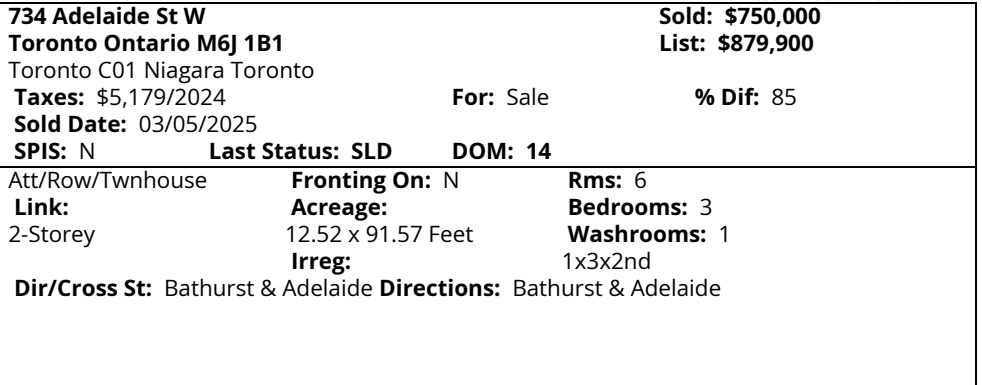 734 Adelaide St W Sold: $750,000
Toronto Ontario M6J 1B1 List: $879,900
Toronto C01 Niagara Toronto
Taxes: $5,179/2024 For: Sale % Dif: 85
Sold Date: 03/05/2025
SPIS: N Last Status: SLD DOM: 14
Att/Row/Twnhouse Fronting On: N Rms: 6
Link: Acreage: Bedrooms: 3
2-Storey 12.52 x 91.57 Feet Washrooms: 1
Irreg: 1x3x2nd
Dir/Cross St: Bathurst & Adelaide Directions: Bathurst & Adelaide